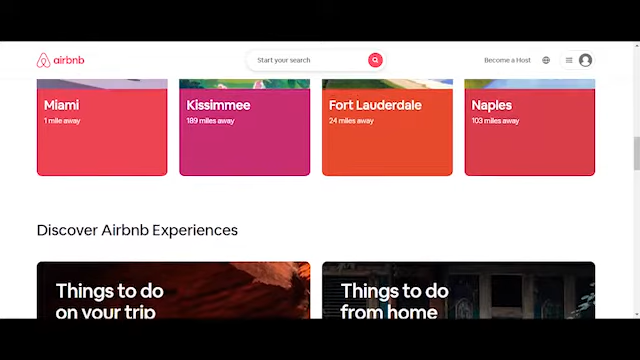 airbnb
Start your search
Become a Host
Miami
1 mile away
Kissimmee
189 miles away
Fort Lauderdale
24 miles away
Naples
103 miles away
Discover Airbnb Experiences
Things to do
on your trip
Things to do
from home